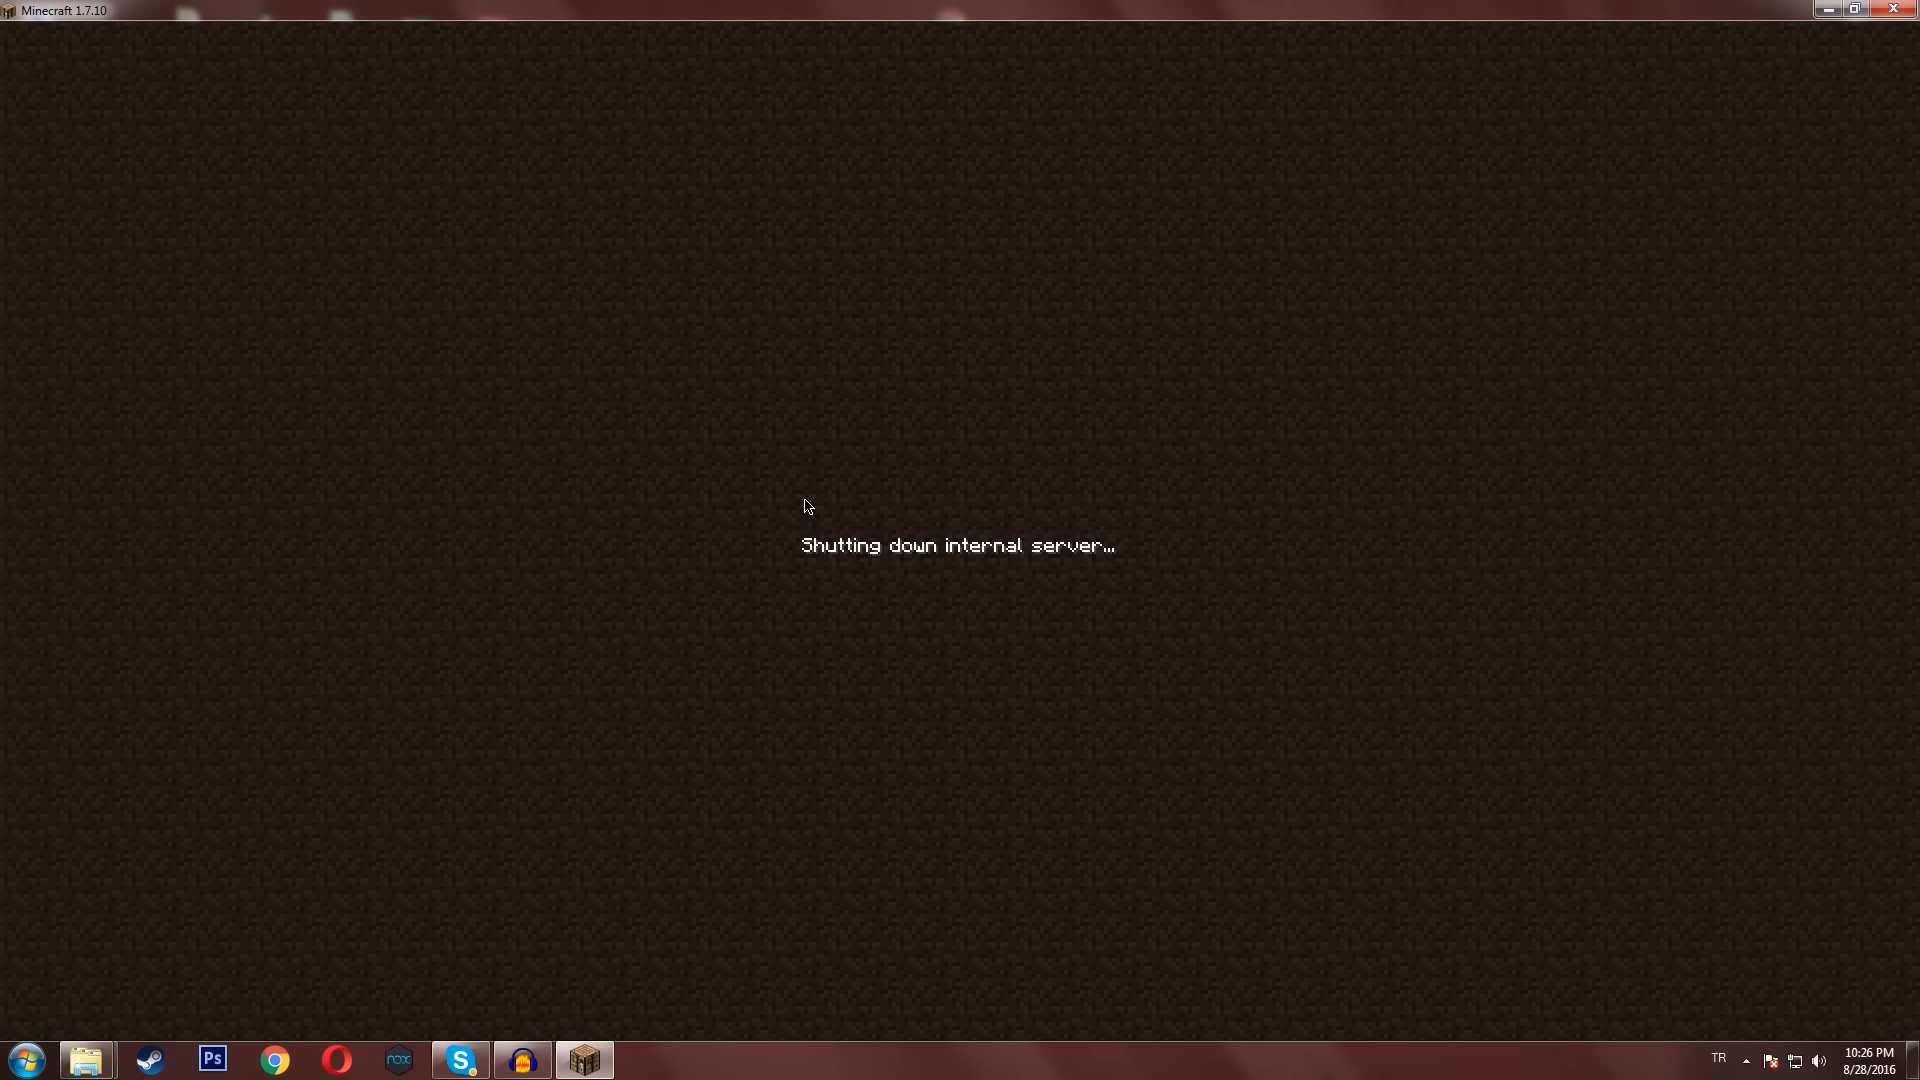 Minecraft 1.7.10
Shutting down internal server...
Ps
nox
S
TR
10:26 PM
8/28/2016